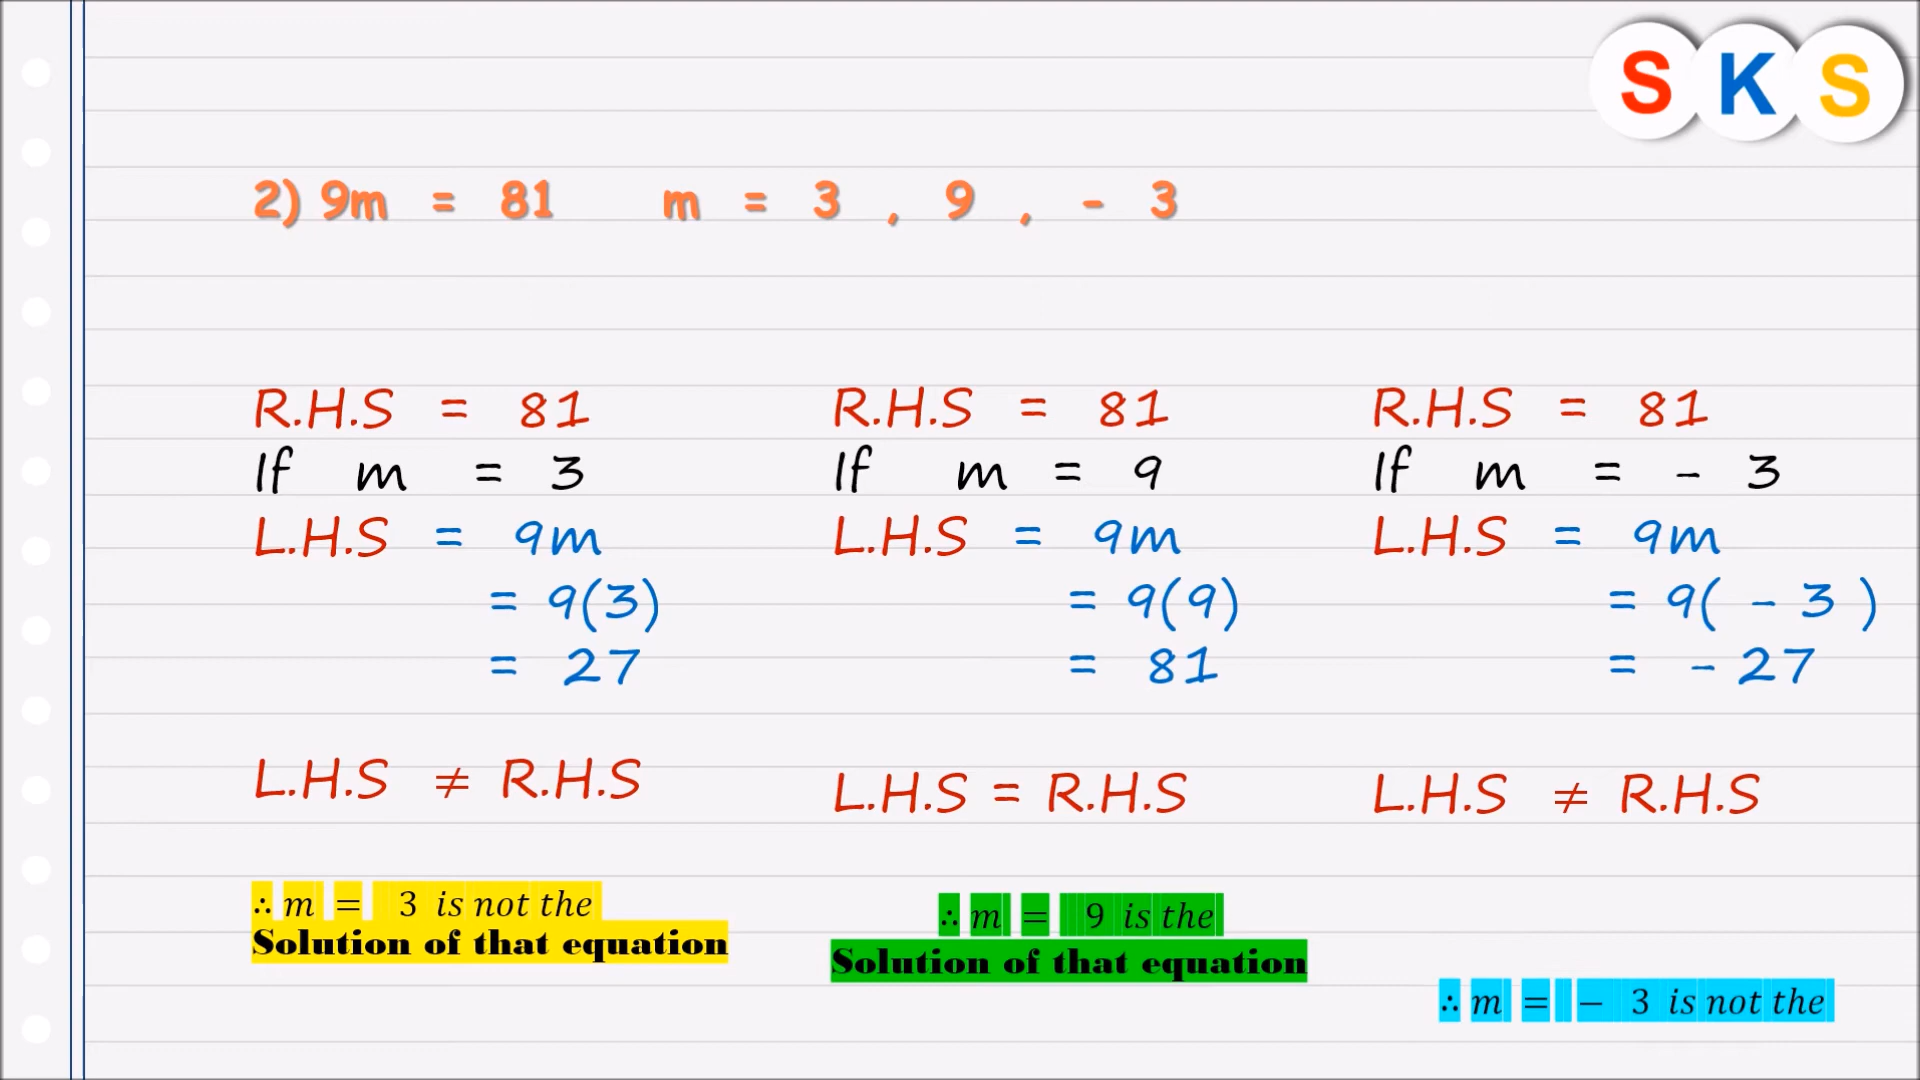 SKS
2) 9m = 81 m = 3 , 9 , - 3
R.H.S = 81
If m = 3
L.H.S = 9m
= 9(3)
= 27
L.H.S ≠ R.H.S
∴ m = 3 is not the
Solution of that equation
R.H.S = 81
If m = 9
L.H.S = 9m
= 9(9)
= 81
L.H.S = R.H.S
∴ m = 9 is the
Solution of that equation
R.H.S = 81
If m = - 3
L.H.S = 9m
= 9( - 3 )
= - 27
L.H.S ≠ R.H.S
∴ m = − 3 is not the